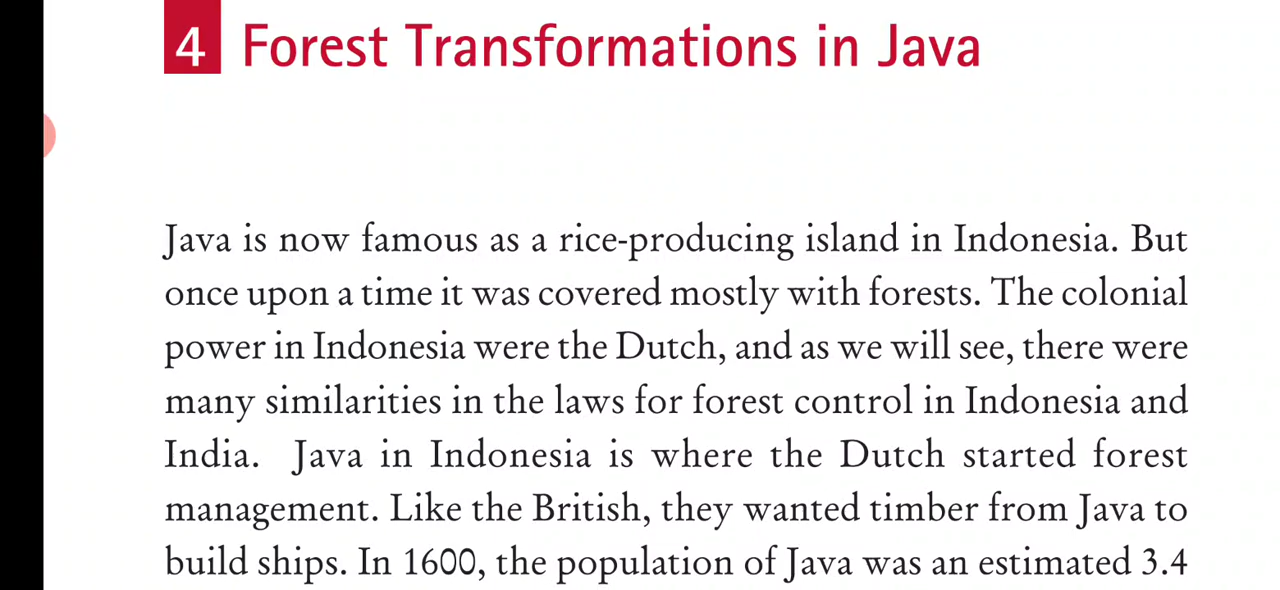 4 Forest Transformations in Java
Java is now famous as a rice-producing island in Indonesia. But
once upon a time it was covered mostly with forests. The colonial
power in Indonesia were the Dutch, and as we will see, there were
many similarities in the laws for forest control in Indonesia and
India. Java in Indonesia is where the Dutch started forest
management. Like the British, they wanted timber from Java to
build ships. In 1600, the population of Java was an estimated 3.4